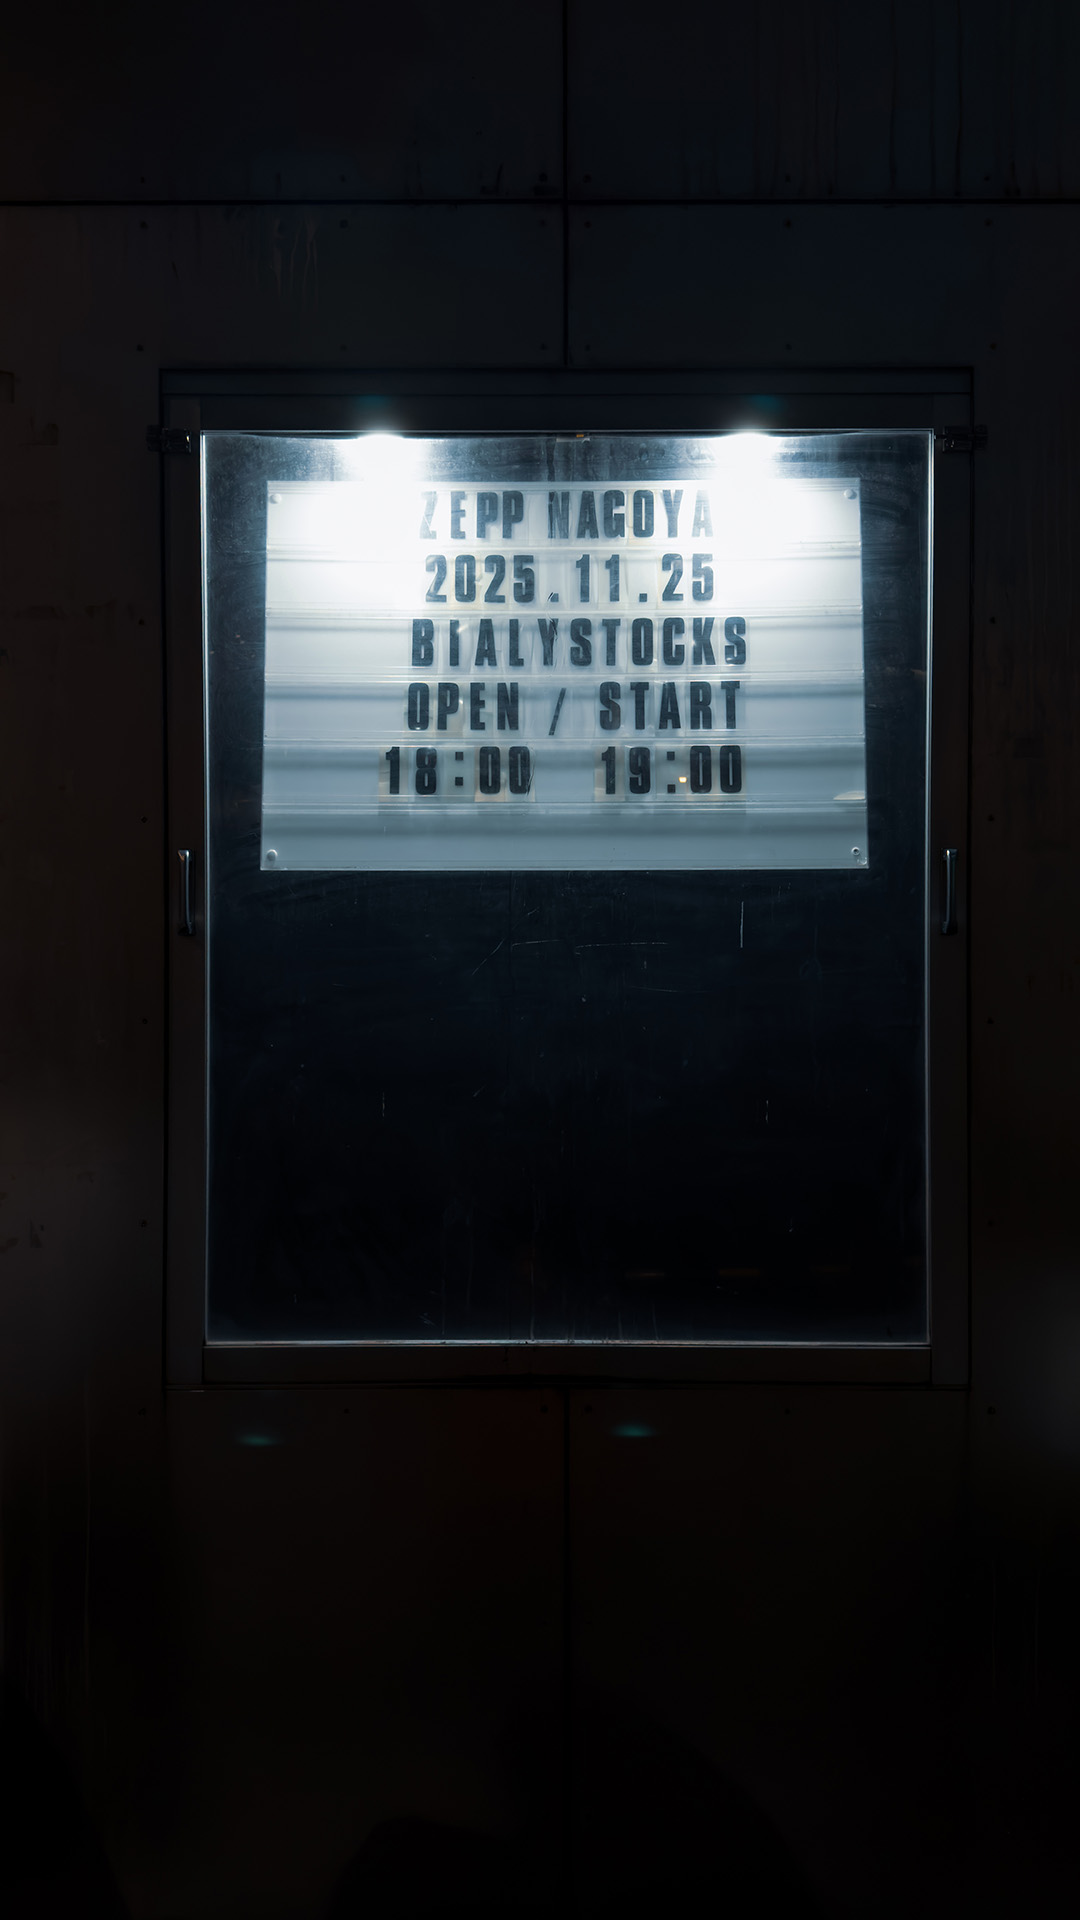 ZEPP NAGOYA
2025.11.25
BIALYSTOCKS
OPEN / START
18:00 19:00